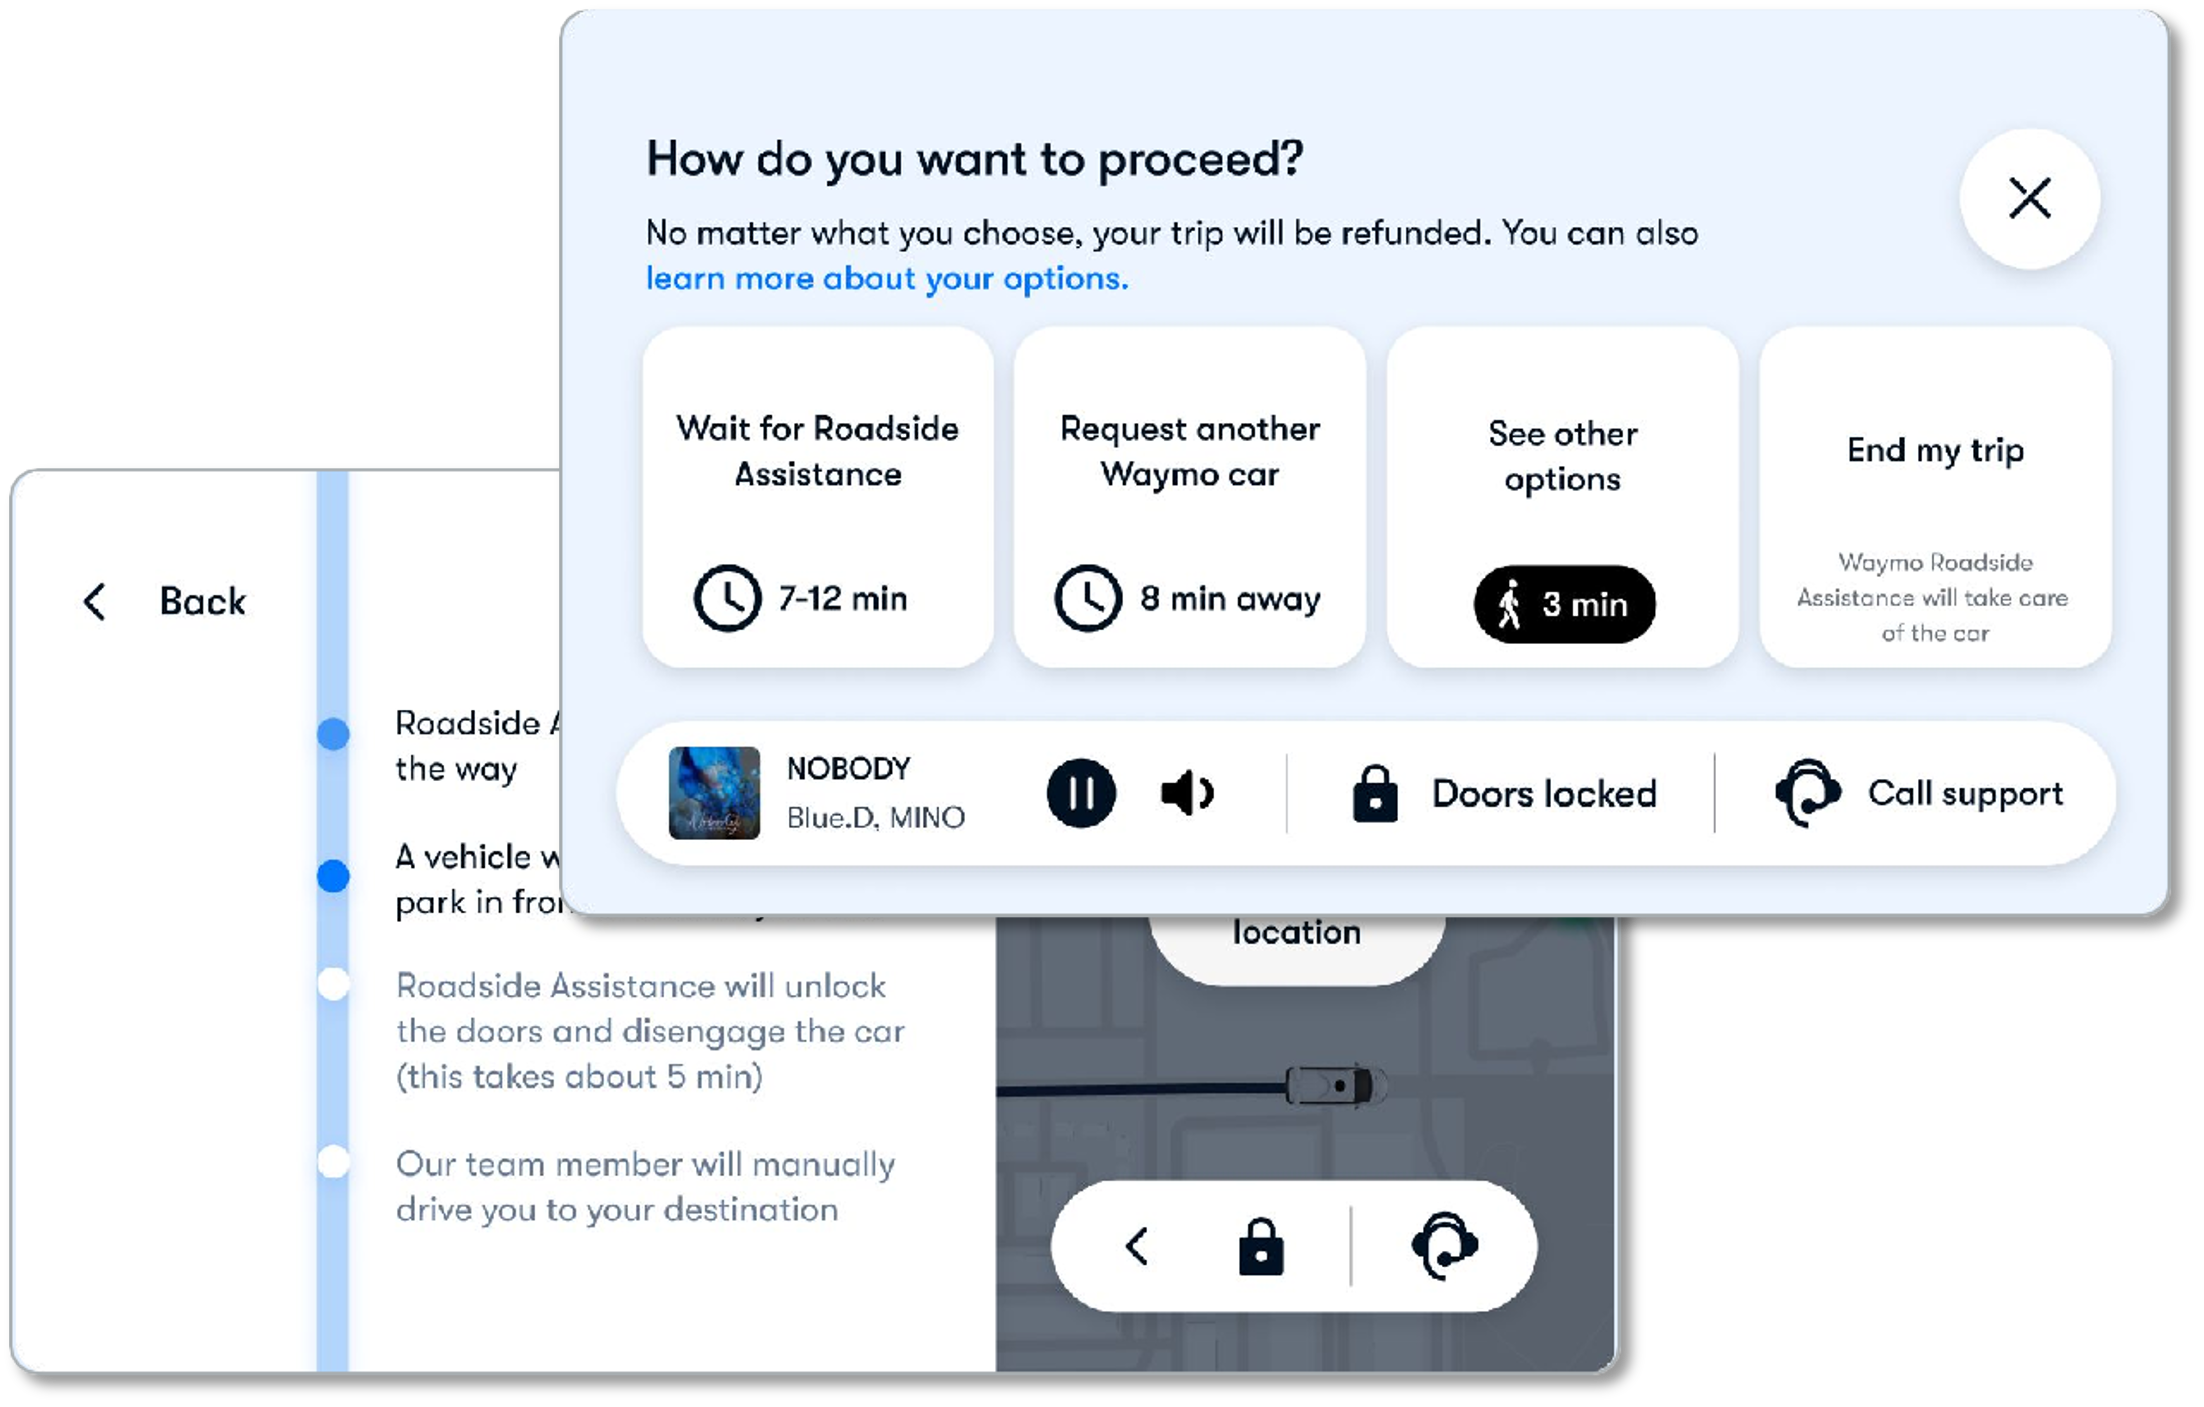 How do you want to proceed?
No matter what you choose, your trip will be refunded. You can also
learn more about your options.
Wait for Roadside
Assistance
7-12 min
Request another
Waymo car
8 min away
See other
options
3 min
End my trip
Waymo Roadside
Assistance will take care
of the car
NOBODY
Blue.D, MINO
Doors locked
Call support
Back
Roadside
the way
A vehicle
park in
Roadside Assistance will unlock
the doors and disengage the car
(this takes about 5 min)
Our team member will manually
drive you to your destination
location